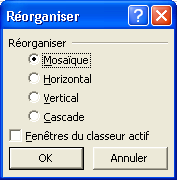 Réorganiser
Réorganiser
Mosaïque
Horizontal
Vertical
Cascade
Fenêtres du classeur actif
OK Annuler